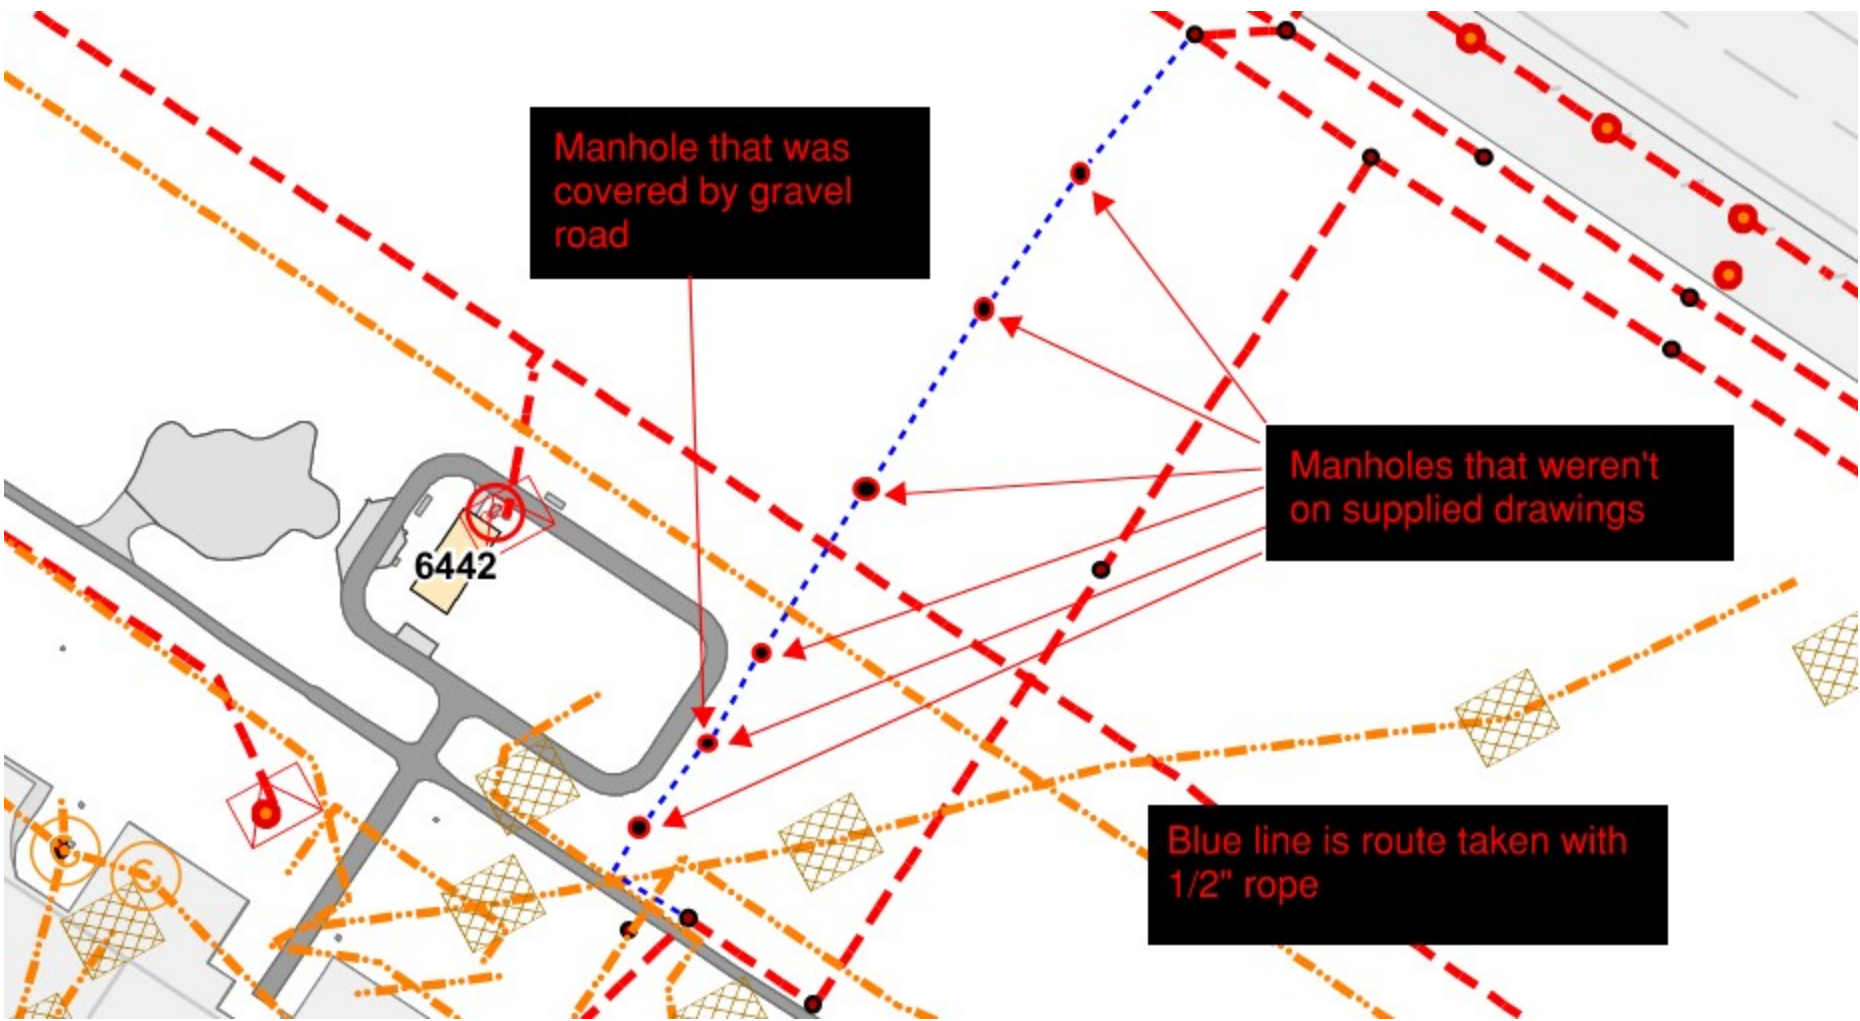 Manhole that was
covered by gravel
road
6442
Manholes that weren't
on supplied drawings
Blue line is route taken with
1/2" rope